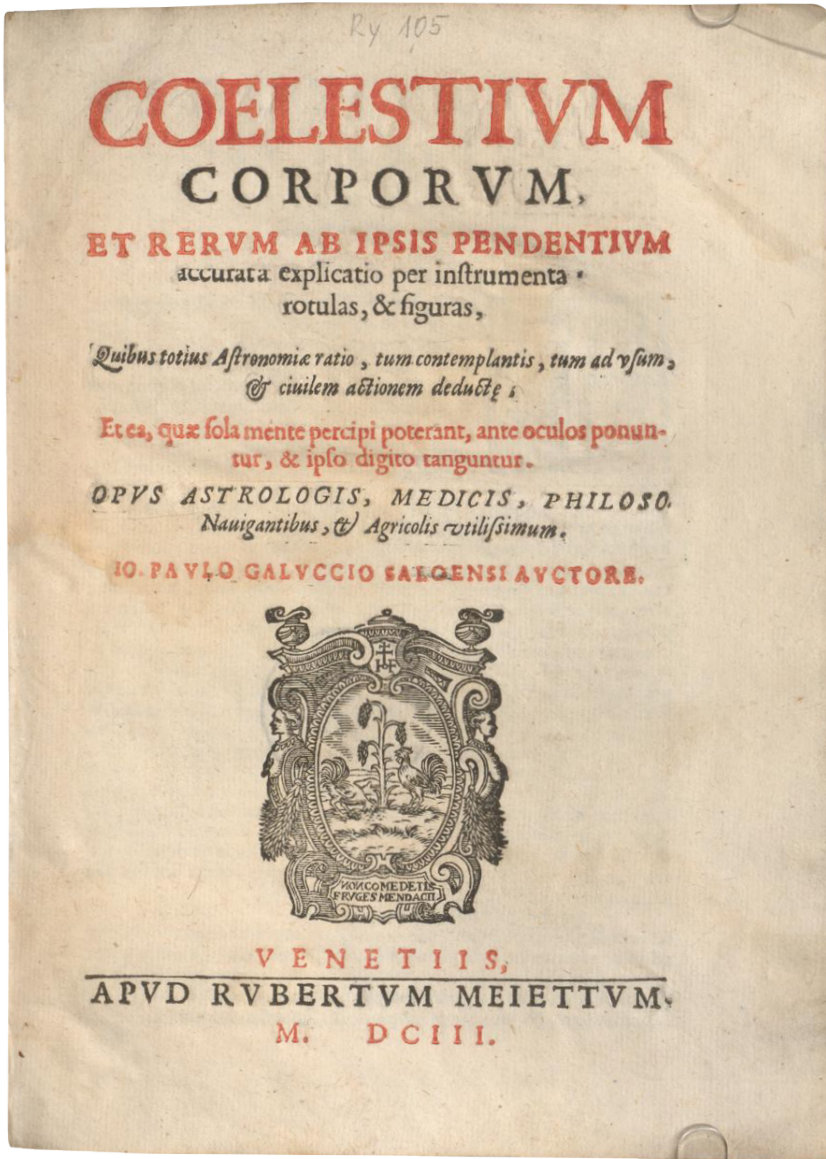 Ry 105
COELESTIVM
CORPORVM,
ET RERVM AB IPSIS PENDENTIVM
accurata explicatio per inſtrumenta
rotulas, & figuras,
Quibus totius Aſtronomiæ ratio, tum contemplantis, tum ad vſum,
& ciuilem actionem deductę;
Et ea, quæ ſola mente percipi poterant, ante oculos ponun-
tur, & ipſo digito tanguntur.
OPVS ASTROLOGIS, MEDICIS, PHILOSO.
Nauigantibus, & Agricolis vtiliſsimum.
IO. PAVLO GALVCCIO SALOENSI AVCTORE.
NON COMEDETIS
FRVGES MENDACII
VENETIIS,
APVD RVBERTVM MEIETTVM.
M. DCIII.